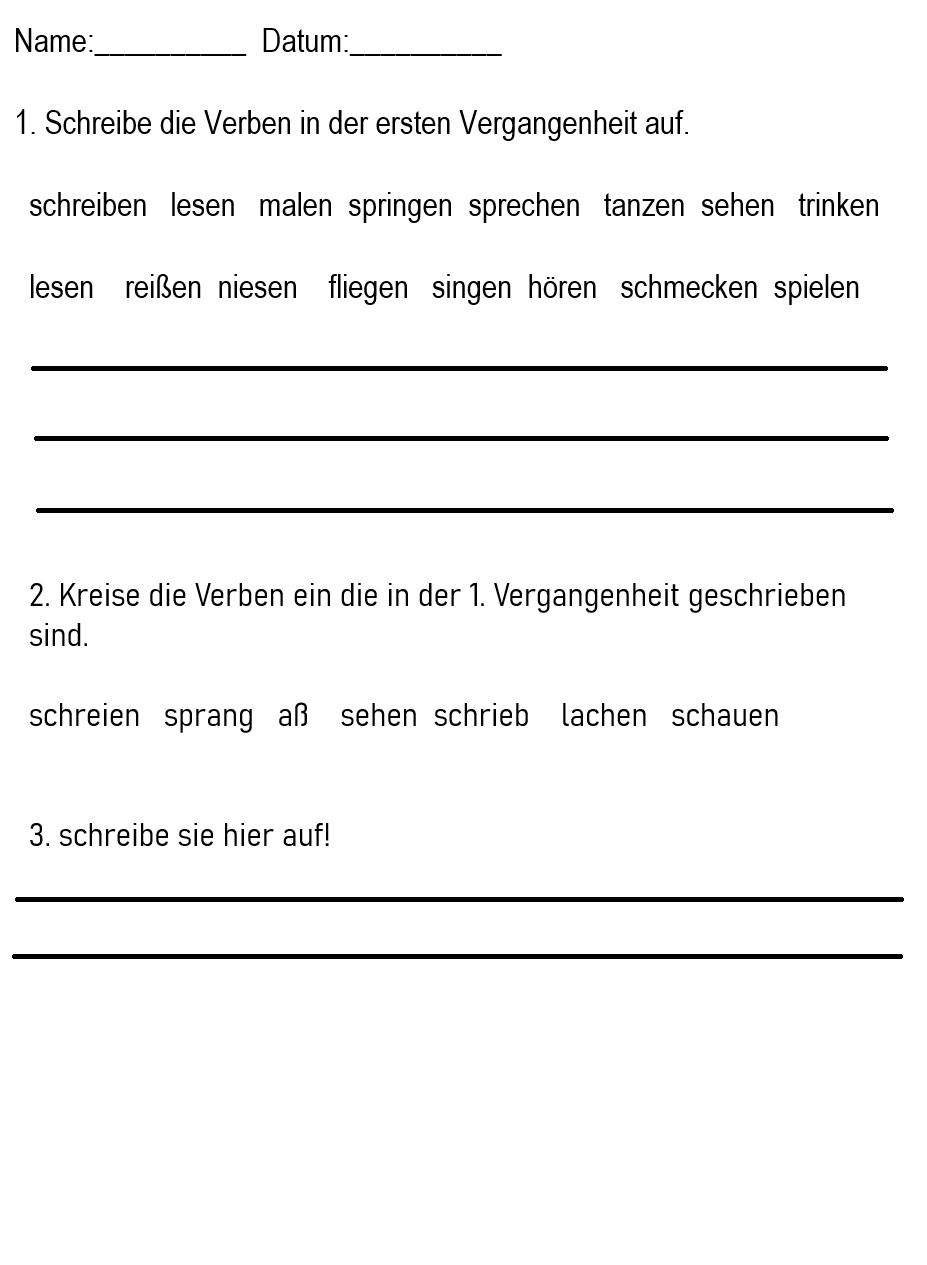 Name:__________ Datum:__________
1. Schreibe die Verben in der ersten Vergangenheit auf.
schreiben lesen malen springen sprechen tanzen sehen trinken
lesen reißen niesen fliegen singen hören schmecken spielen
2. Kreise die Verben ein die in der 1. Vergangenheit geschrieben
sind.
schreien sprang aß sehen schrieb lachen schauen
3. schreibe sie hier auf!